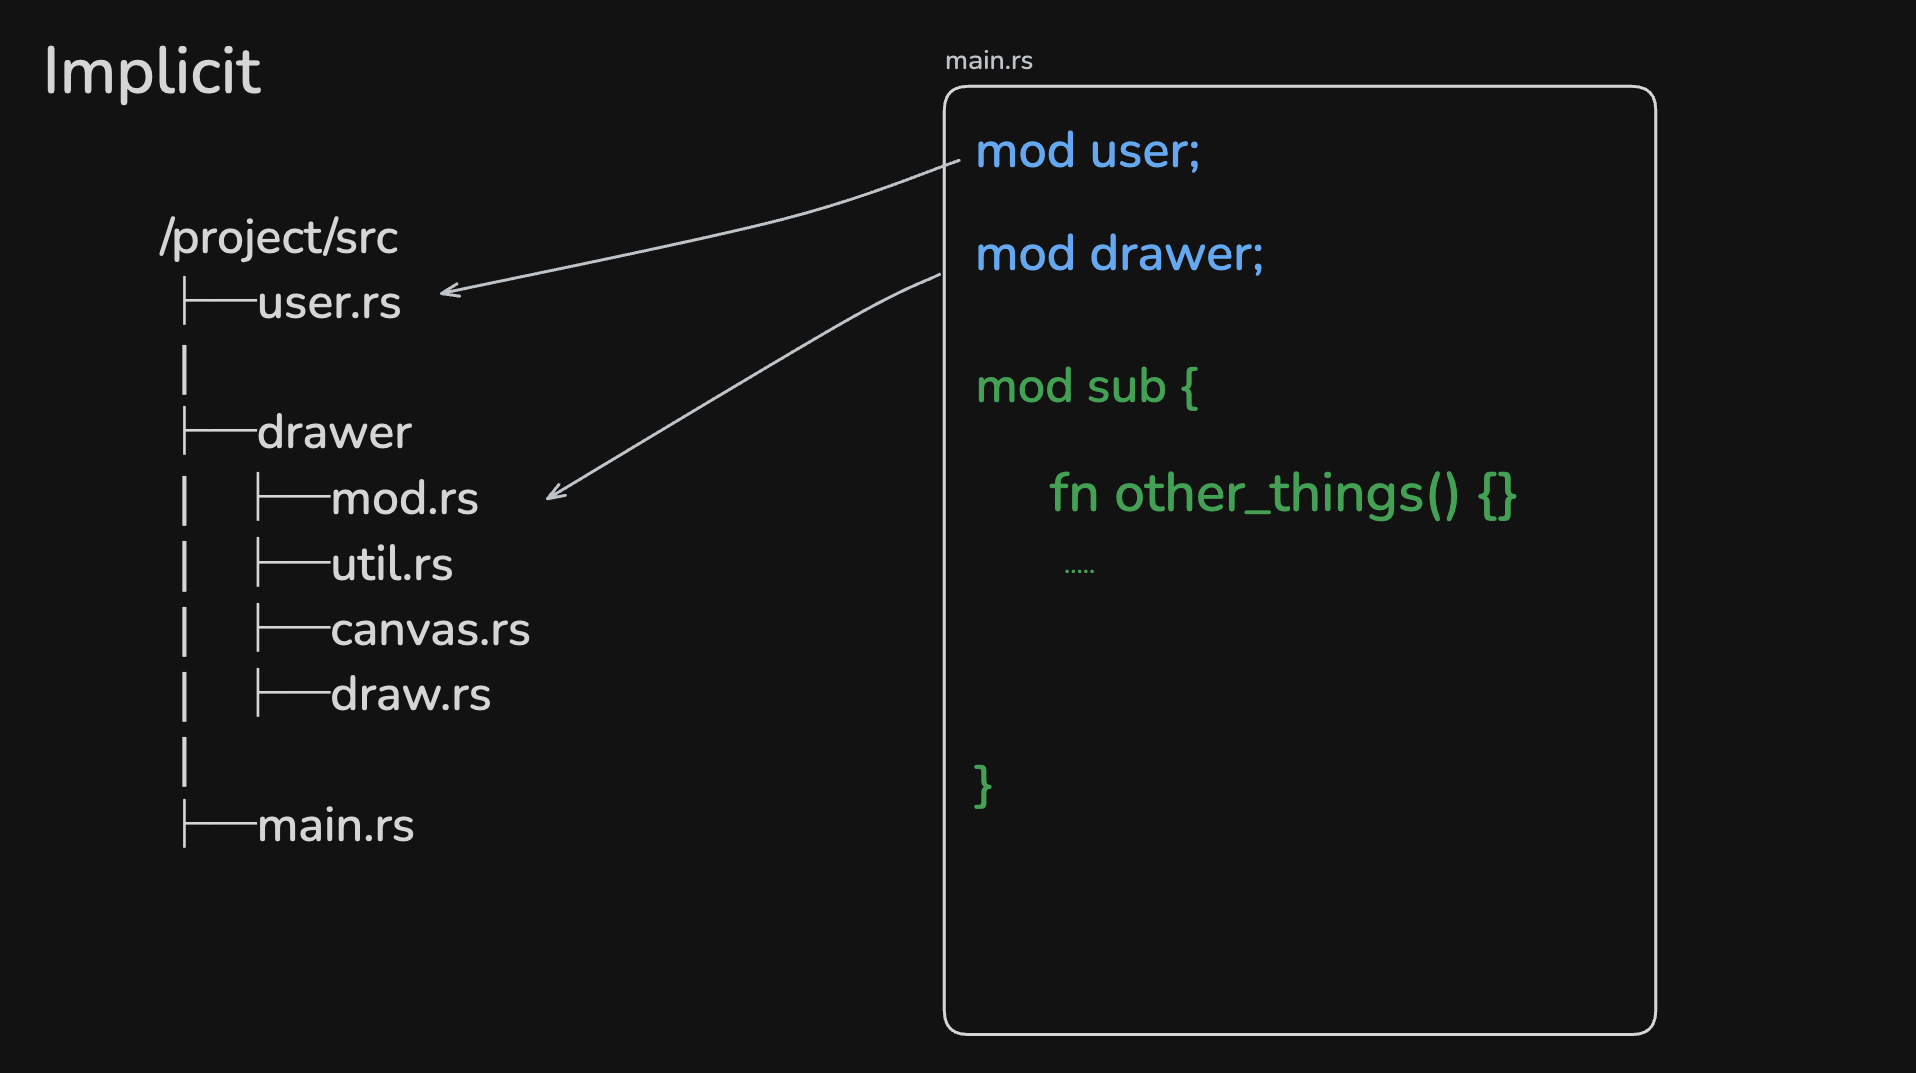 Implicit
/project/src
├──user.rs
│
├──drawer
│ ├──mod.rs
│ ├──util.rs
│ ├──canvas.rs
│ ├──draw.rs
│
├──main.rs
main.rs
mod user;
mod drawer;
mod sub {
fn other_things() {}
.....
}